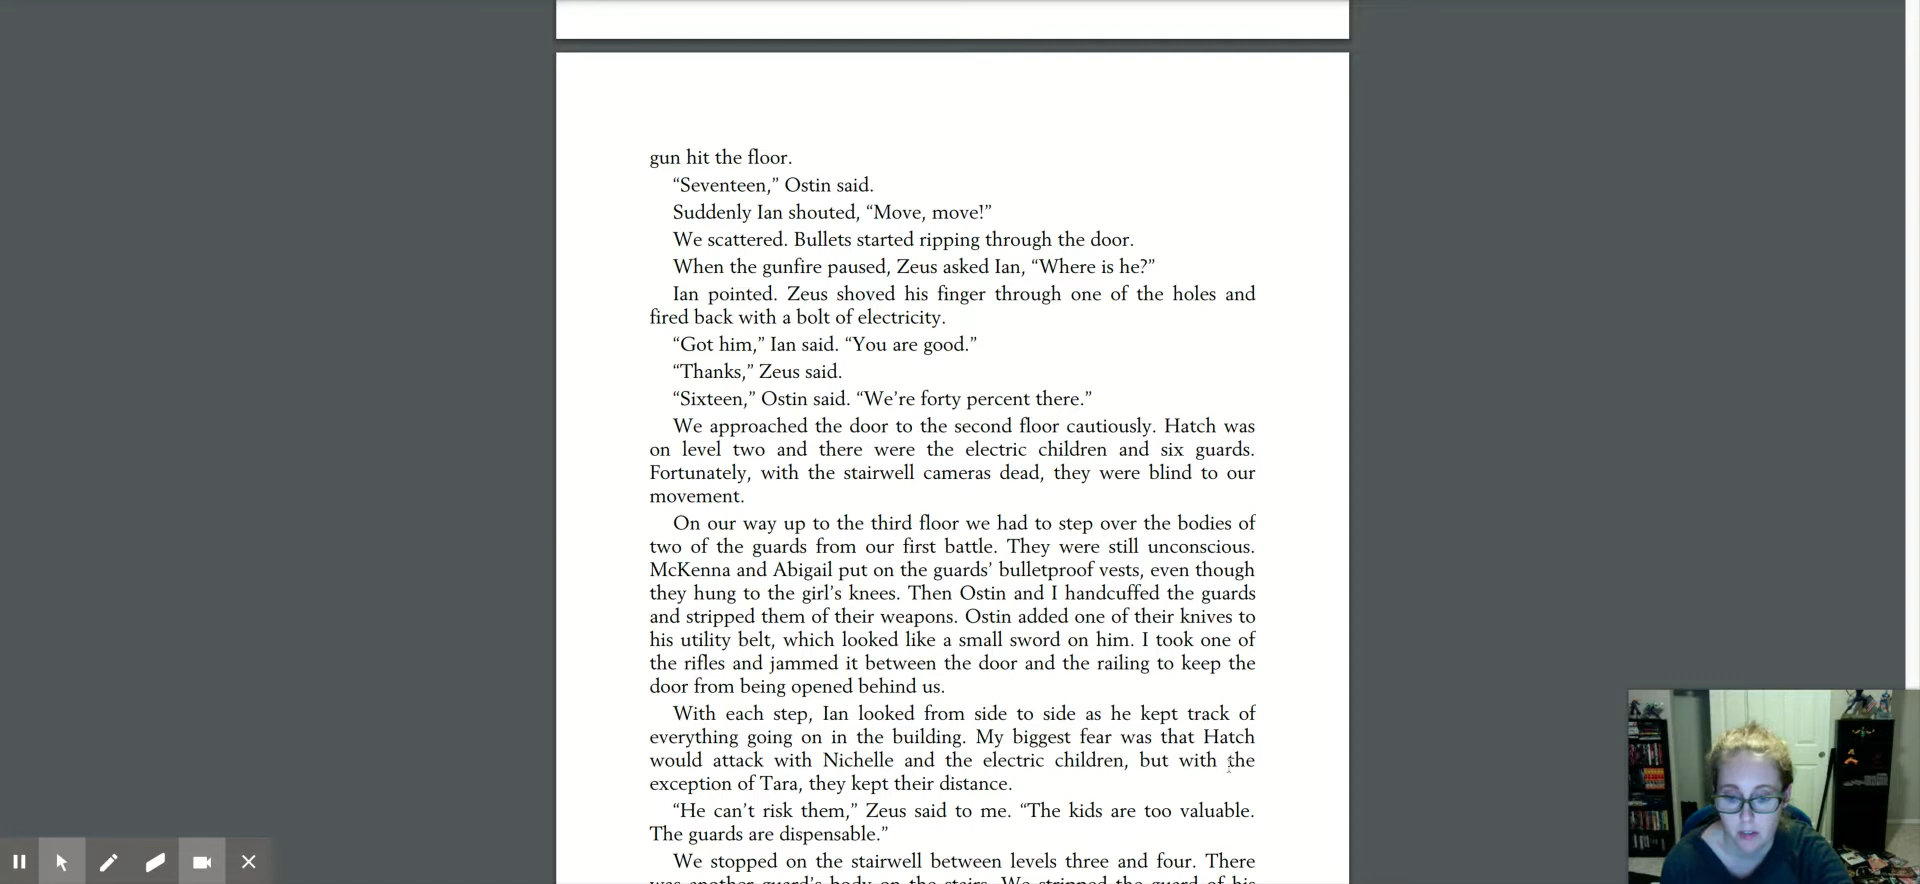 gun hit the floor.
“Seventeen,” Ostin said.
Suddenly Ian shouted, “Move, move!”
We scattered. Bullets started ripping through the door.
When the gunfire paused, Zeus asked Ian, “Where is he?”
Ian pointed. Zeus shoved his finger through one of the holes and
fired back with a bolt of electricity.
“Got him,” Ian said. “You are good.”
“Thanks,” Zeus said.
“Sixteen,” Ostin said. “We’re forty percent there.”
We approached the door to the second floor cautiously. Hatch was
on level two and there were the electric children and six guards.
Fortunately, with the stairwell cameras dead, they were blind to our
movement.
On our way up to the third floor we had to step over the bodies of
two of the guards from our first battle. They were still unconscious.
McKenna and Abigail put on the guards’ bulletproof vests, even though
they hung to the girl’s knees. Then Ostin and I handcuffed the guards
and stripped them of their weapons. Ostin added one of their knives to
his utility belt, which looked like a small sword on him. I took one of
the rifles and jammed it between the door and the railing to keep the
door from being opened behind us.
With each step, Ian looked from side to side as he kept track of
everything going on in the building. My biggest fear was that Hatch
would attack with Nichelle and the electric children, but with the
exception of Tara, they kept their distance.
“He can’t risk them,” Zeus said to me. “The kids are too valuable.
The guards are dispensable.”
We stopped on the stairwell between levels three and four. There
was another guard’s body on the stairs. We stripped the guard of his